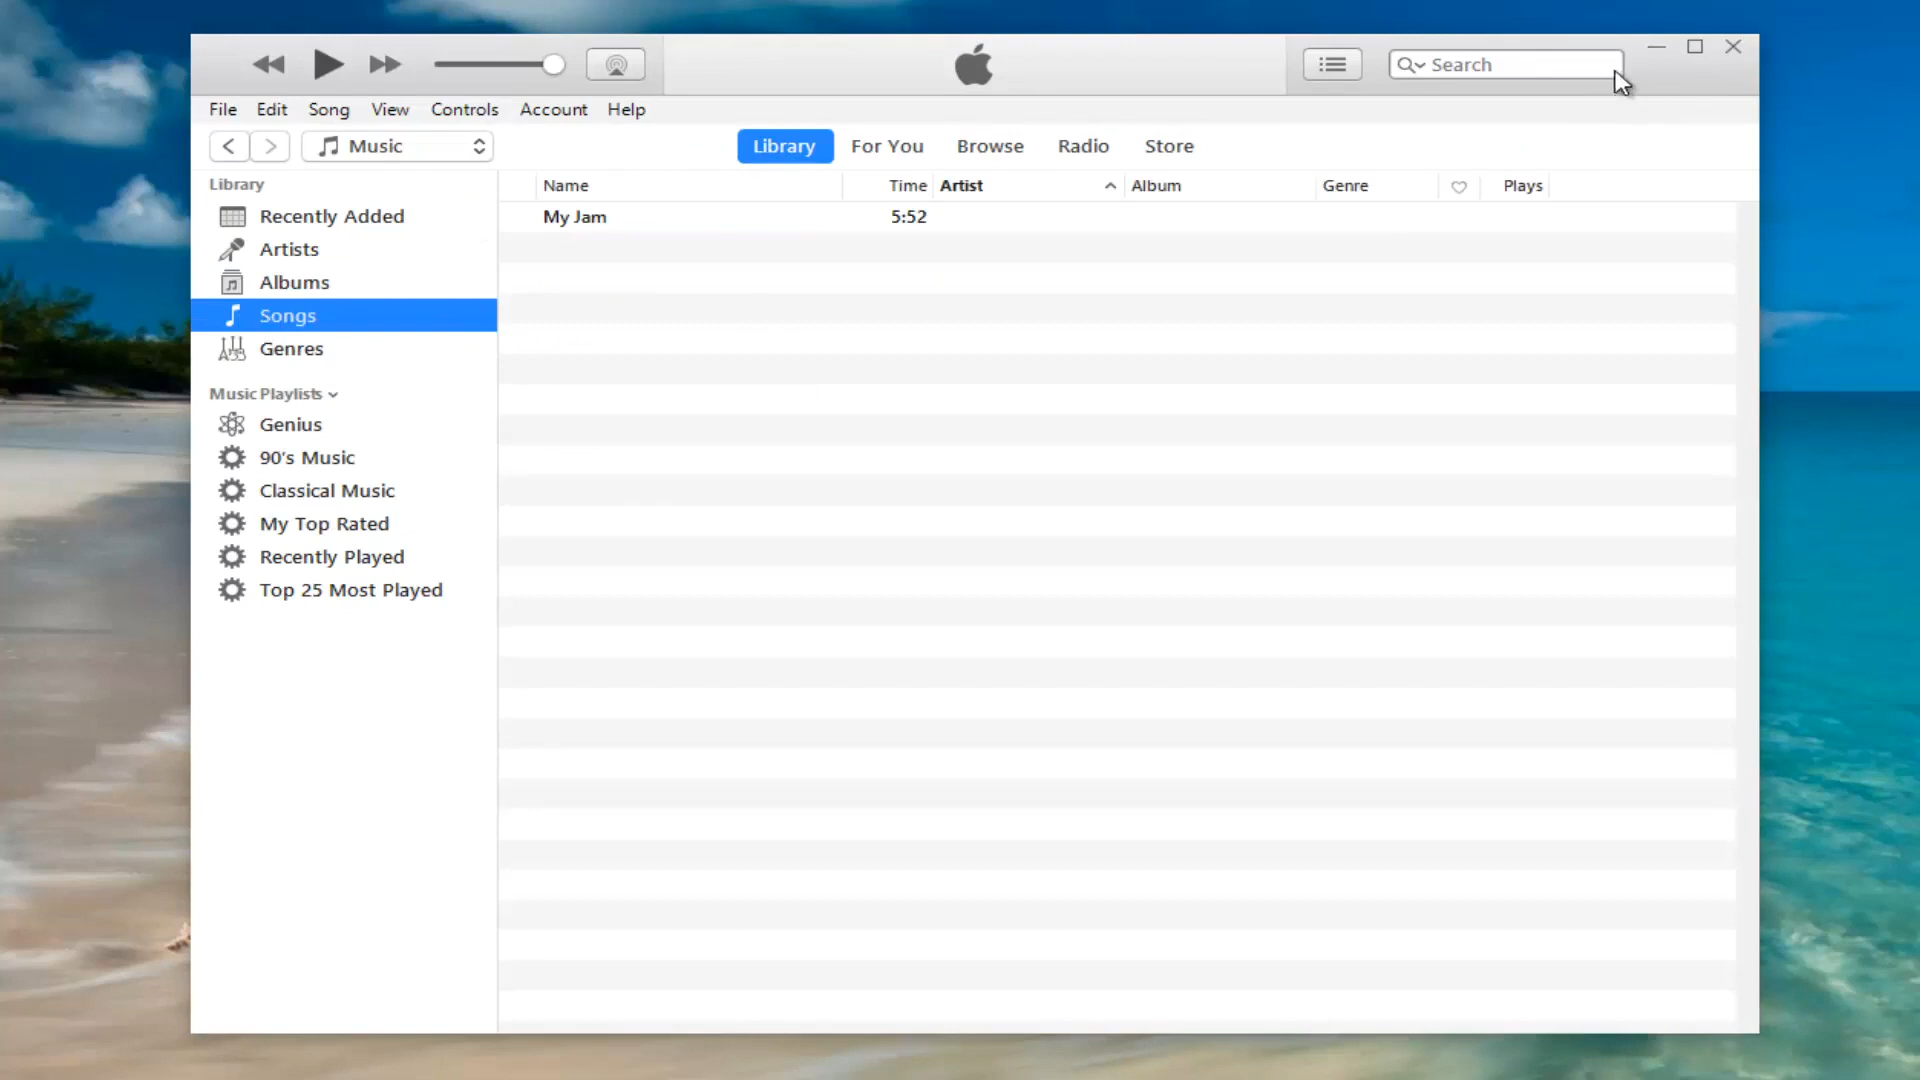 Search
File Edit Song View Controls Account Help
Music
Library For You Browse Radio Store
Library
Name Time Artist Album Genre Plays
Recently Added
My Jam 5:52
Artists
Albums
Songs
Genres
Music Playlists
Genius
90's Music
Classical Music
My Top Rated
Recently Played
Top 25 Most Played